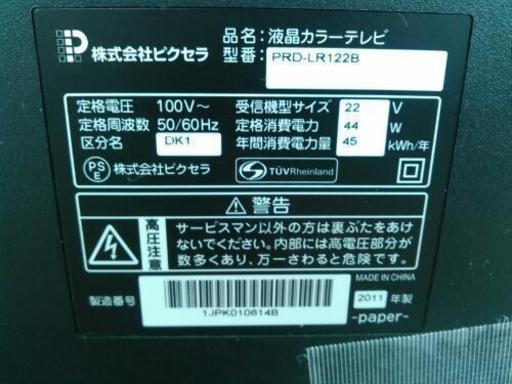 株式会社ピクセラ
品名：液晶カラーテレビ
型番： PRD-LR122B
定格電圧 100V～
定格周波数 50/60Hz
区分名 DK1
受信機型サイズ 22 V
定格消費電力 44 W
年間消費電力量 45 kWh/年
PSE 株式会社ピクセラ
TÜVRheinland
⚠警告
高圧注意
サービスマン以外の方は裏ぶたをあけ
ないでください。内部には高電圧部分が
数多くあり、万一さわると危険です。
MADE IN CHINA
製造番号
1JPK010614B
2011 年製
-paper-